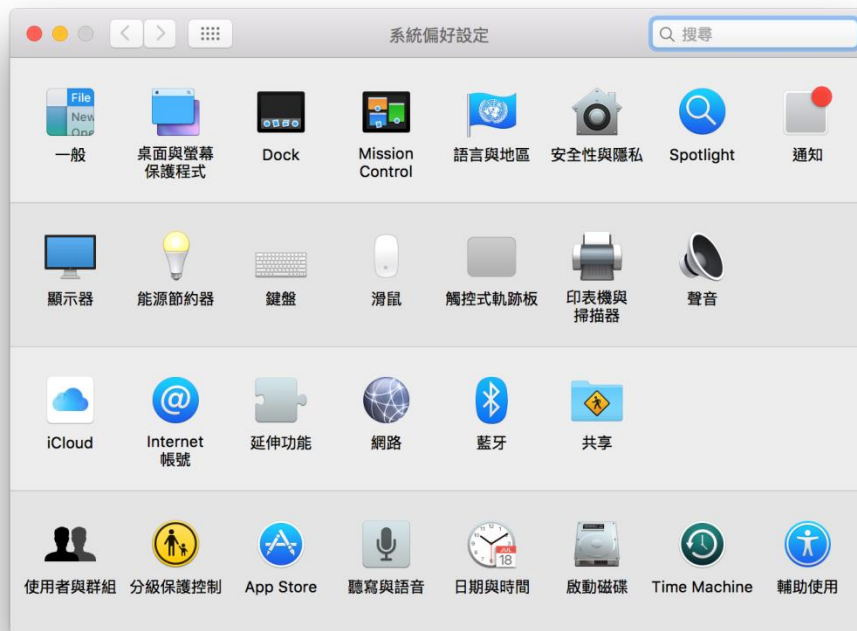 系統偏好設定
搜尋
File
New
Ope
一般
桌面與螢幕
保護程式
Dock
Mission
Control
語言與地區
安全性與隱私
Spotlight
通知
顯示器
能源節約器
鍵盤
滑鼠
觸控式軌跡板
印表機與
掃描器
聲音
iCloud
Internet
帳號
延伸功能
網路
藍牙
共享
JUL
18
使用者與群組
分級保護控制
App Store
聽寫與語音
日期與時間
啟動磁碟
Time Machine
輔助使用